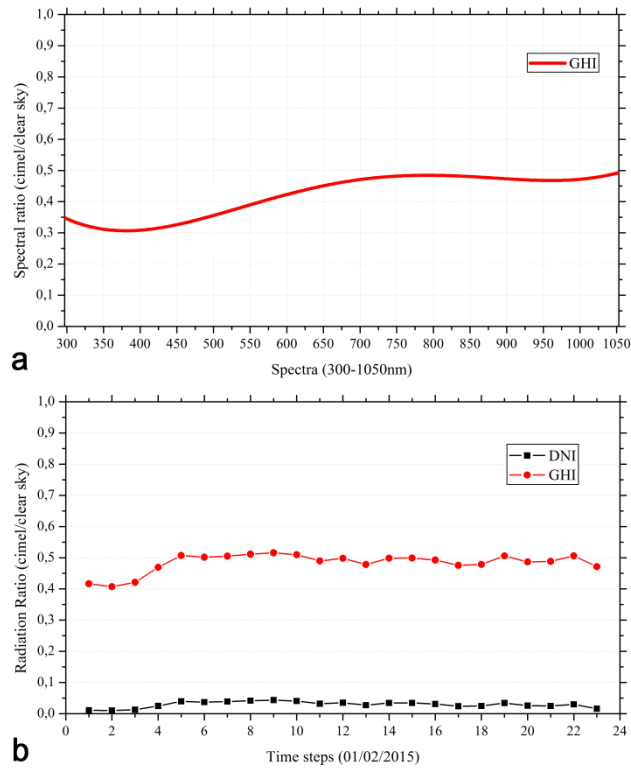 1,0
0,9
0,8
0,7
0,6
0,5
0,4
0,3
0,2
0,1
0,0
Spectral ratio (cimel/clear sky)
GHI
300 350 400 450 500 550 600 650 700 750 800 850 900 950 1000 1050
Spectra (300-1050nm)
a
1,0
0,9
0,8
0,7
0,6
0,5
0,4
0,3
0,2
0,1
0,0
Radiation Ratio (cimel/clear sky)
DNI
GHI
0 2 4 6 8 10 12 14 16 18 20 22 24
Time steps (01/02/2015)
b